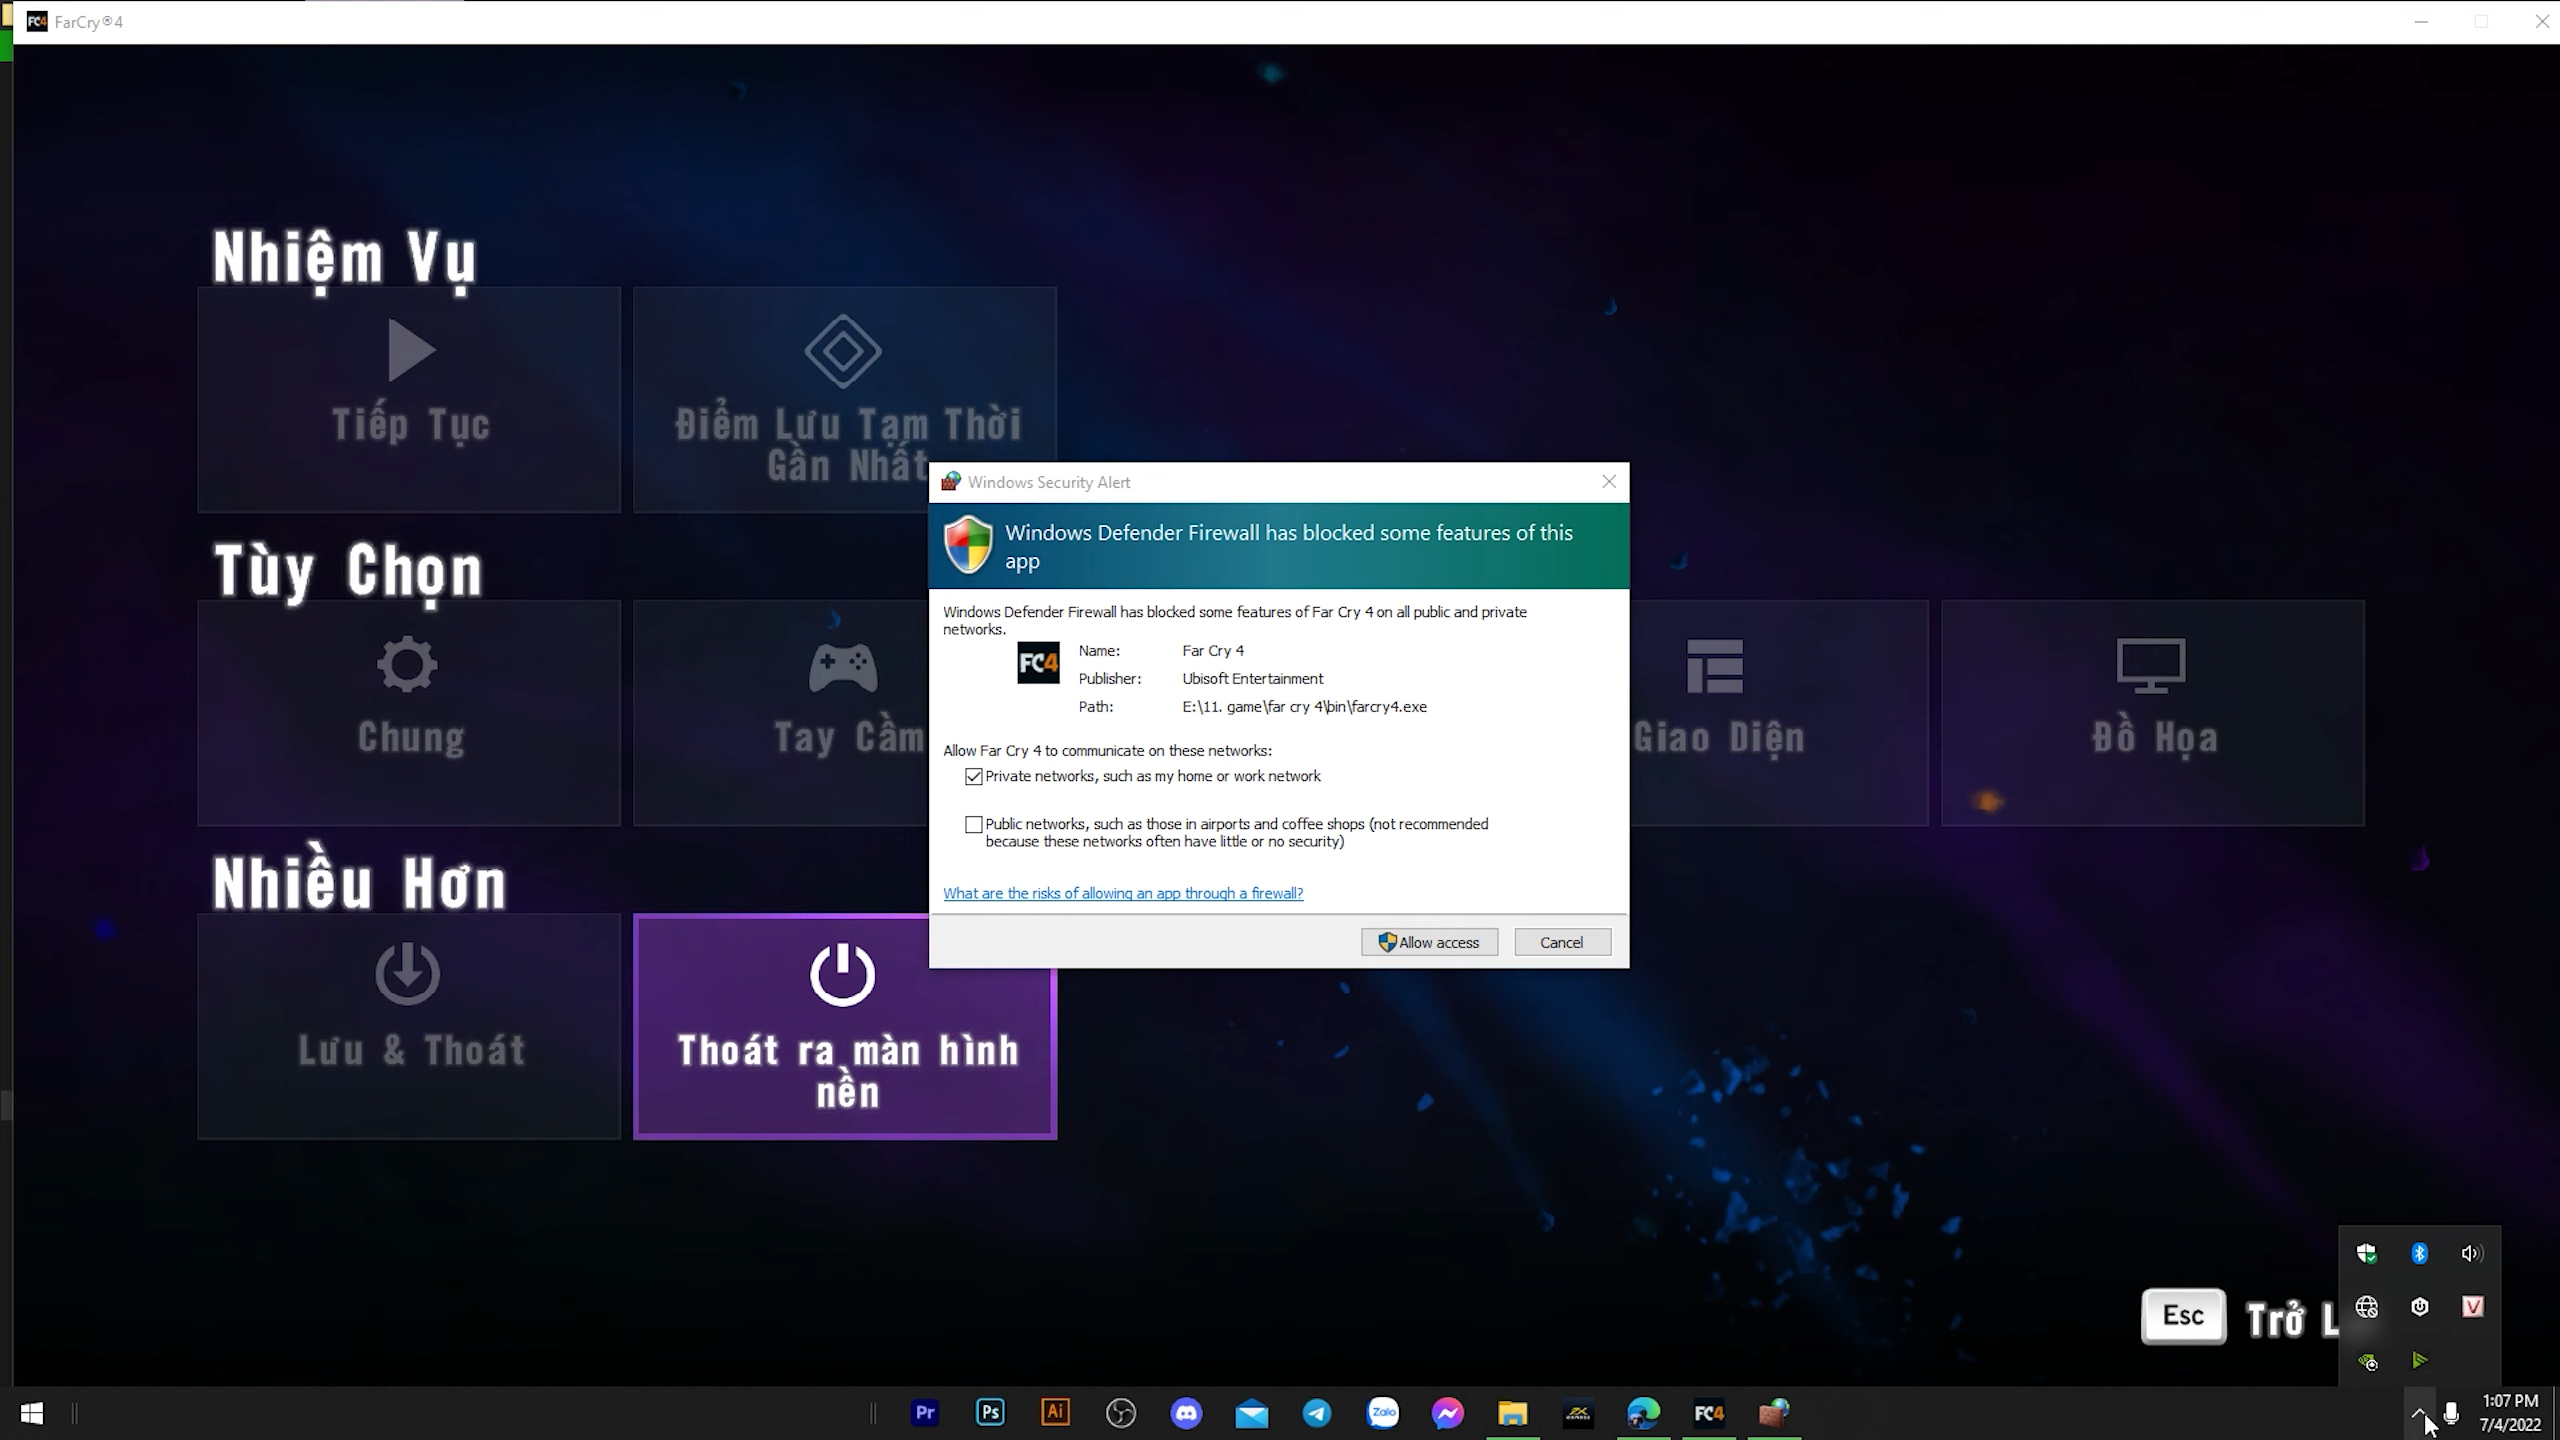 FC4 FarCry®4
Nhiệm Vụ
Tiếp Tục
Điểm Lưu Tạm Thời
Gần Nhất
Windows Security Alert
Windows Defender Firewall has blocked some features of this
app
Windows Defender Firewall has blocked some features of Far Cry 4 on all public and private
networks.
FC4
Name: Far Cry 4
Publisher: Ubisoft Entertainment
Path: E:\11. game\far cry 4\bin\farcry4.exe
Allow Far Cry 4 to communicate on these networks:
Private networks, such as my home or work network
Public networks, such as those in airports and coffee shops (not recommended
because these networks often have little or no security)
What are the risks of allowing an app through a firewall?
Allow access Cancel
Tùy Chọn
Chung
Tay Cầm
Giao Diện
Đồ Họa
Nhiều Hơn
Lưu & Thoát
Thoát ra màn hình
nền
Esc Trở L
V
Pr Ps Ai Zalo FC4
1:07 PM
7/4/2022